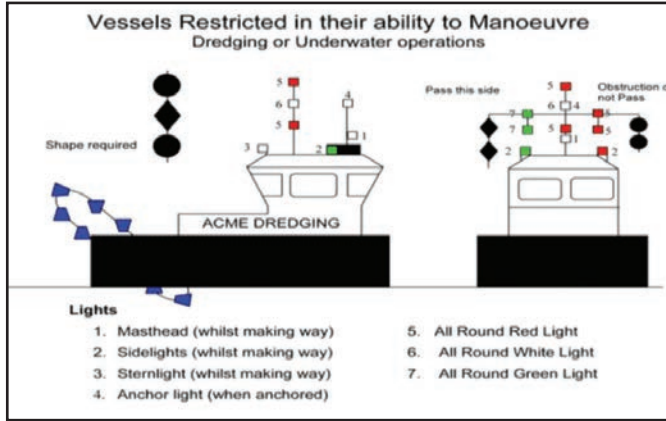 Vessels Restricted in their ability to Manoeuvre
Dredging or Underwater operations
5
6
5
4
1
3
2
Shape required
ACME DREDGING
Pass this side
5
6
4
Obstruction
not Pass
7
7
5
5
5
1
2
2
Lights
1. Masthead (whilst making way)
2. Sidelights (whilst making way)
3. Sternlight (whilst making way)
4. Anchor light (when anchored)
5. All Round Red Light
6. All Round White Light
7. All Round Green Light